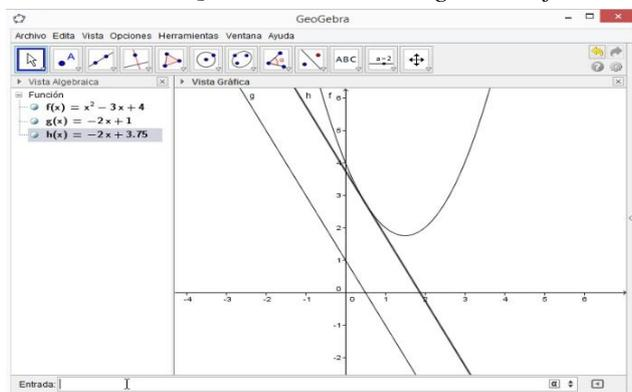 GeoGebra
Archivo Edita Vista Opciones Herramientas Ventana Ayuda
A ABC a=2
Vista Algebraica
Vista Gráfica
Función
f(x) = x² − 3x + 4
g(x) = −2x + 1
h(x) = −2x + 3.75
g h f
6
5
3
2
1
0
-4 -3 -2 -1 0 1 2 3 4 5 6
-1
-2
Entrada:
α